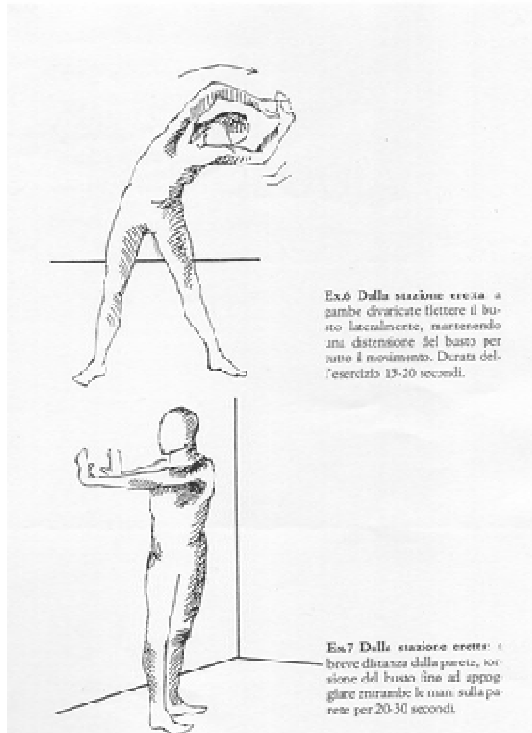 Ex.6 Dalla stazione eretta a
gambe divaricate flettere il bu-
sto lateralmente, mantenendo
una distensione del busto per
tutto il movimento. Durata del-
l'esercizio 15-20 secondi.
Ex.7 Dalla stazione eretta: a
breve distanza dalla parete, tor-
sione del busto fino ad appog
giare entrambe le mani sulla pa-
rete per 20-30 secondi.